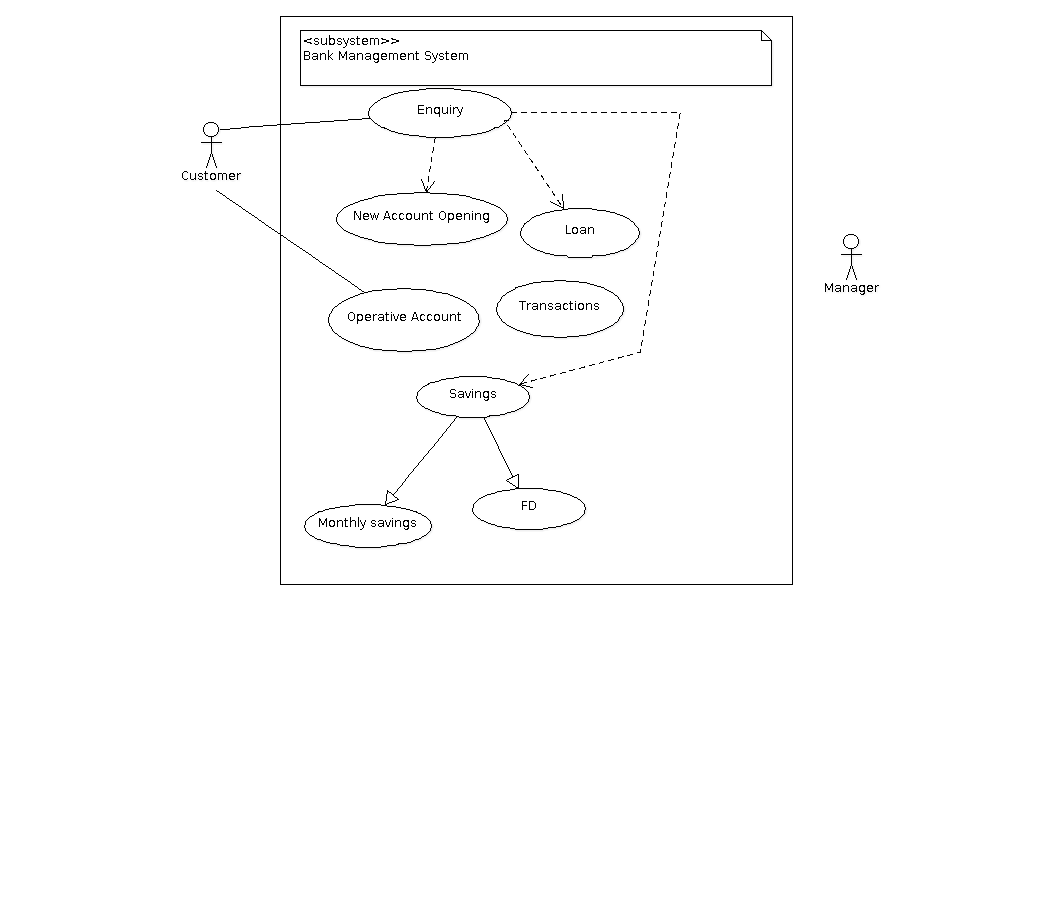 <subsystem>>
Bank Management System
Enquiry
Customer
New Account Opening
Loan
Manager
Transactions
Operative Account
Savings
FD
Monthly savings